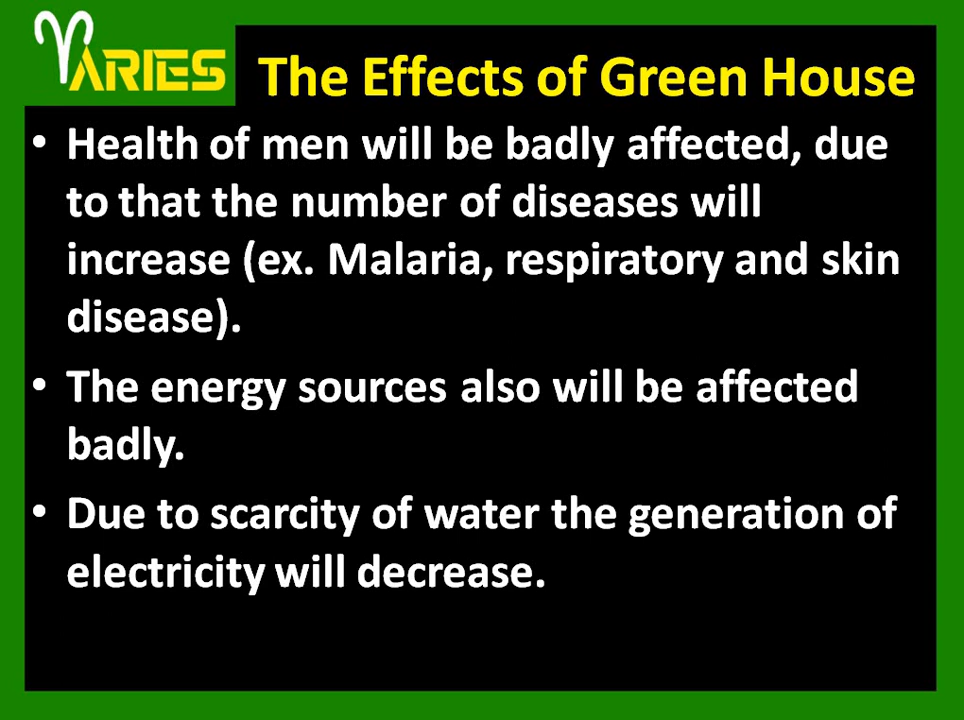 ARIES
The Effects of Green House
• Health of men will be badly affected, due
to that the number of diseases will
increase (ex. Malaria, respiratory and skin
disease).
• The energy sources also will be affected
badly.
• Due to scarcity of water the generation of
electricity will decrease.